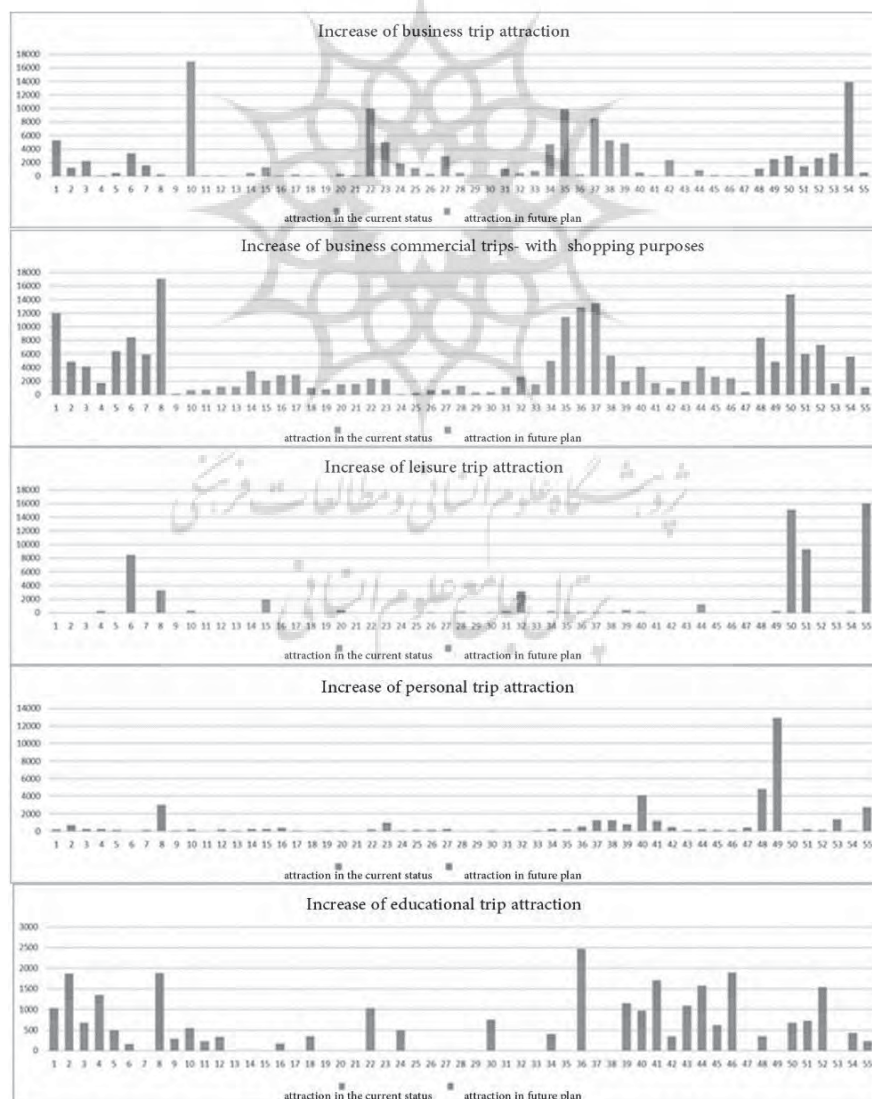 Increase of business trip attraction
18000
16000
14000
12000
10000
8000
6000
4000
2000
0
1 2 3 4 5 6 7 8 9 10 11 12 13 14 15 16 17 18 19 20 21 22 23 24 25 26 27 28 29 30 31 32 33 34 35 36 37 38 39 40 41 42 43 44 45 46 47 48 49 50 51 52 53 54 55
attraction in the current status attraction in future plan
Increase of business commercial trips- with shopping purposes
18000
16000
14000
12000
10000
8000
6000
4000
2000
0
1 2 3 4 5 6 7 8 9 10 11 12 13 14 15 16 17 18 19 20 21 22 23 24 25 26 27 28 29 30 31 32 33 34 35 36 37 38 39 40 41 42 43 44 45 46 47 48 49 50 51 52 53 54 55
attraction in the current status attraction in future plan
Increase of leisure trip attraction
18000
16000
14000
12000
10000
8000
6000
4000
2000
0
پژوهشگاه علوم انسانی و مطالعات فرهنگی
پرتال جامع علوم انسانی
1 2 3 4 5 6 7 8 9 10 11 12 13 14 15 16 17 18 19 20 21 22 23 24 25 26 27 28 29 30 31 32 33 34 35 36 37 38 39 40 41 42 43 44 45 46 47 48 49 50 51 52 53 54 55
attraction in the current status attraction in future plan
Increase of personal trip attraction
14000
12000
10000
8000
6000
4000
2000
0
1 2 3 4 5 6 7 8 9 10 11 12 13 14 15 16 17 18 19 20 21 22 23 24 25 26 27 28 29 30 31 32 33 34 35 36 37 38 39 40 41 42 43 44 45 46 47 48 49 50 51 52 53 54 55
attraction in the current status attraction in future plan
Increase of educational trip attraction
3000
2500
2000
1500
1000
500
0
1 2 3 4 5 6 7 8 9 10 11 12 13 14 15 16 17 18 19 20 21 22 23 24 25 26 27 28 29 30 31 32 33 34 35 36 37 38 39 40 41 42 43 44 45 46 47 48 49 50 51 52 53 54 55
attraction in the current status attraction in future plan